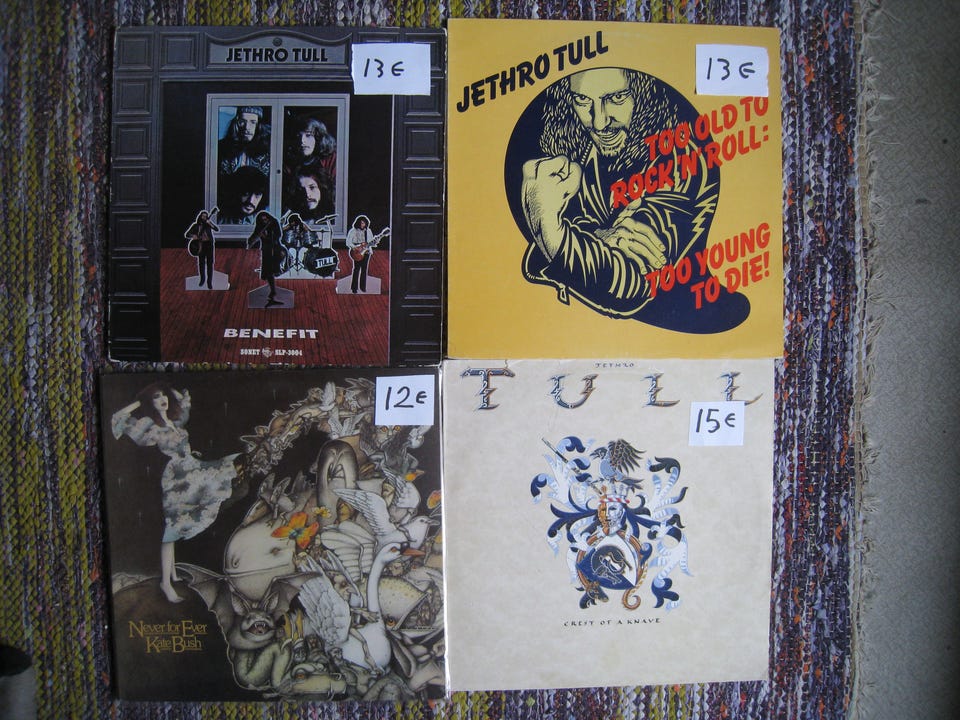 JETHRO TULL
13€
TULL
BENEFIT
SONET SLP-3004
JETHRO TULL
13€
TOO OLD TO
ROCK'N'ROLL:
TOO YOUNG
TO DIE!
12€
Never for Ever
Kate Bush
JETHRO
TULL
15€
CREST OF A KNAVE